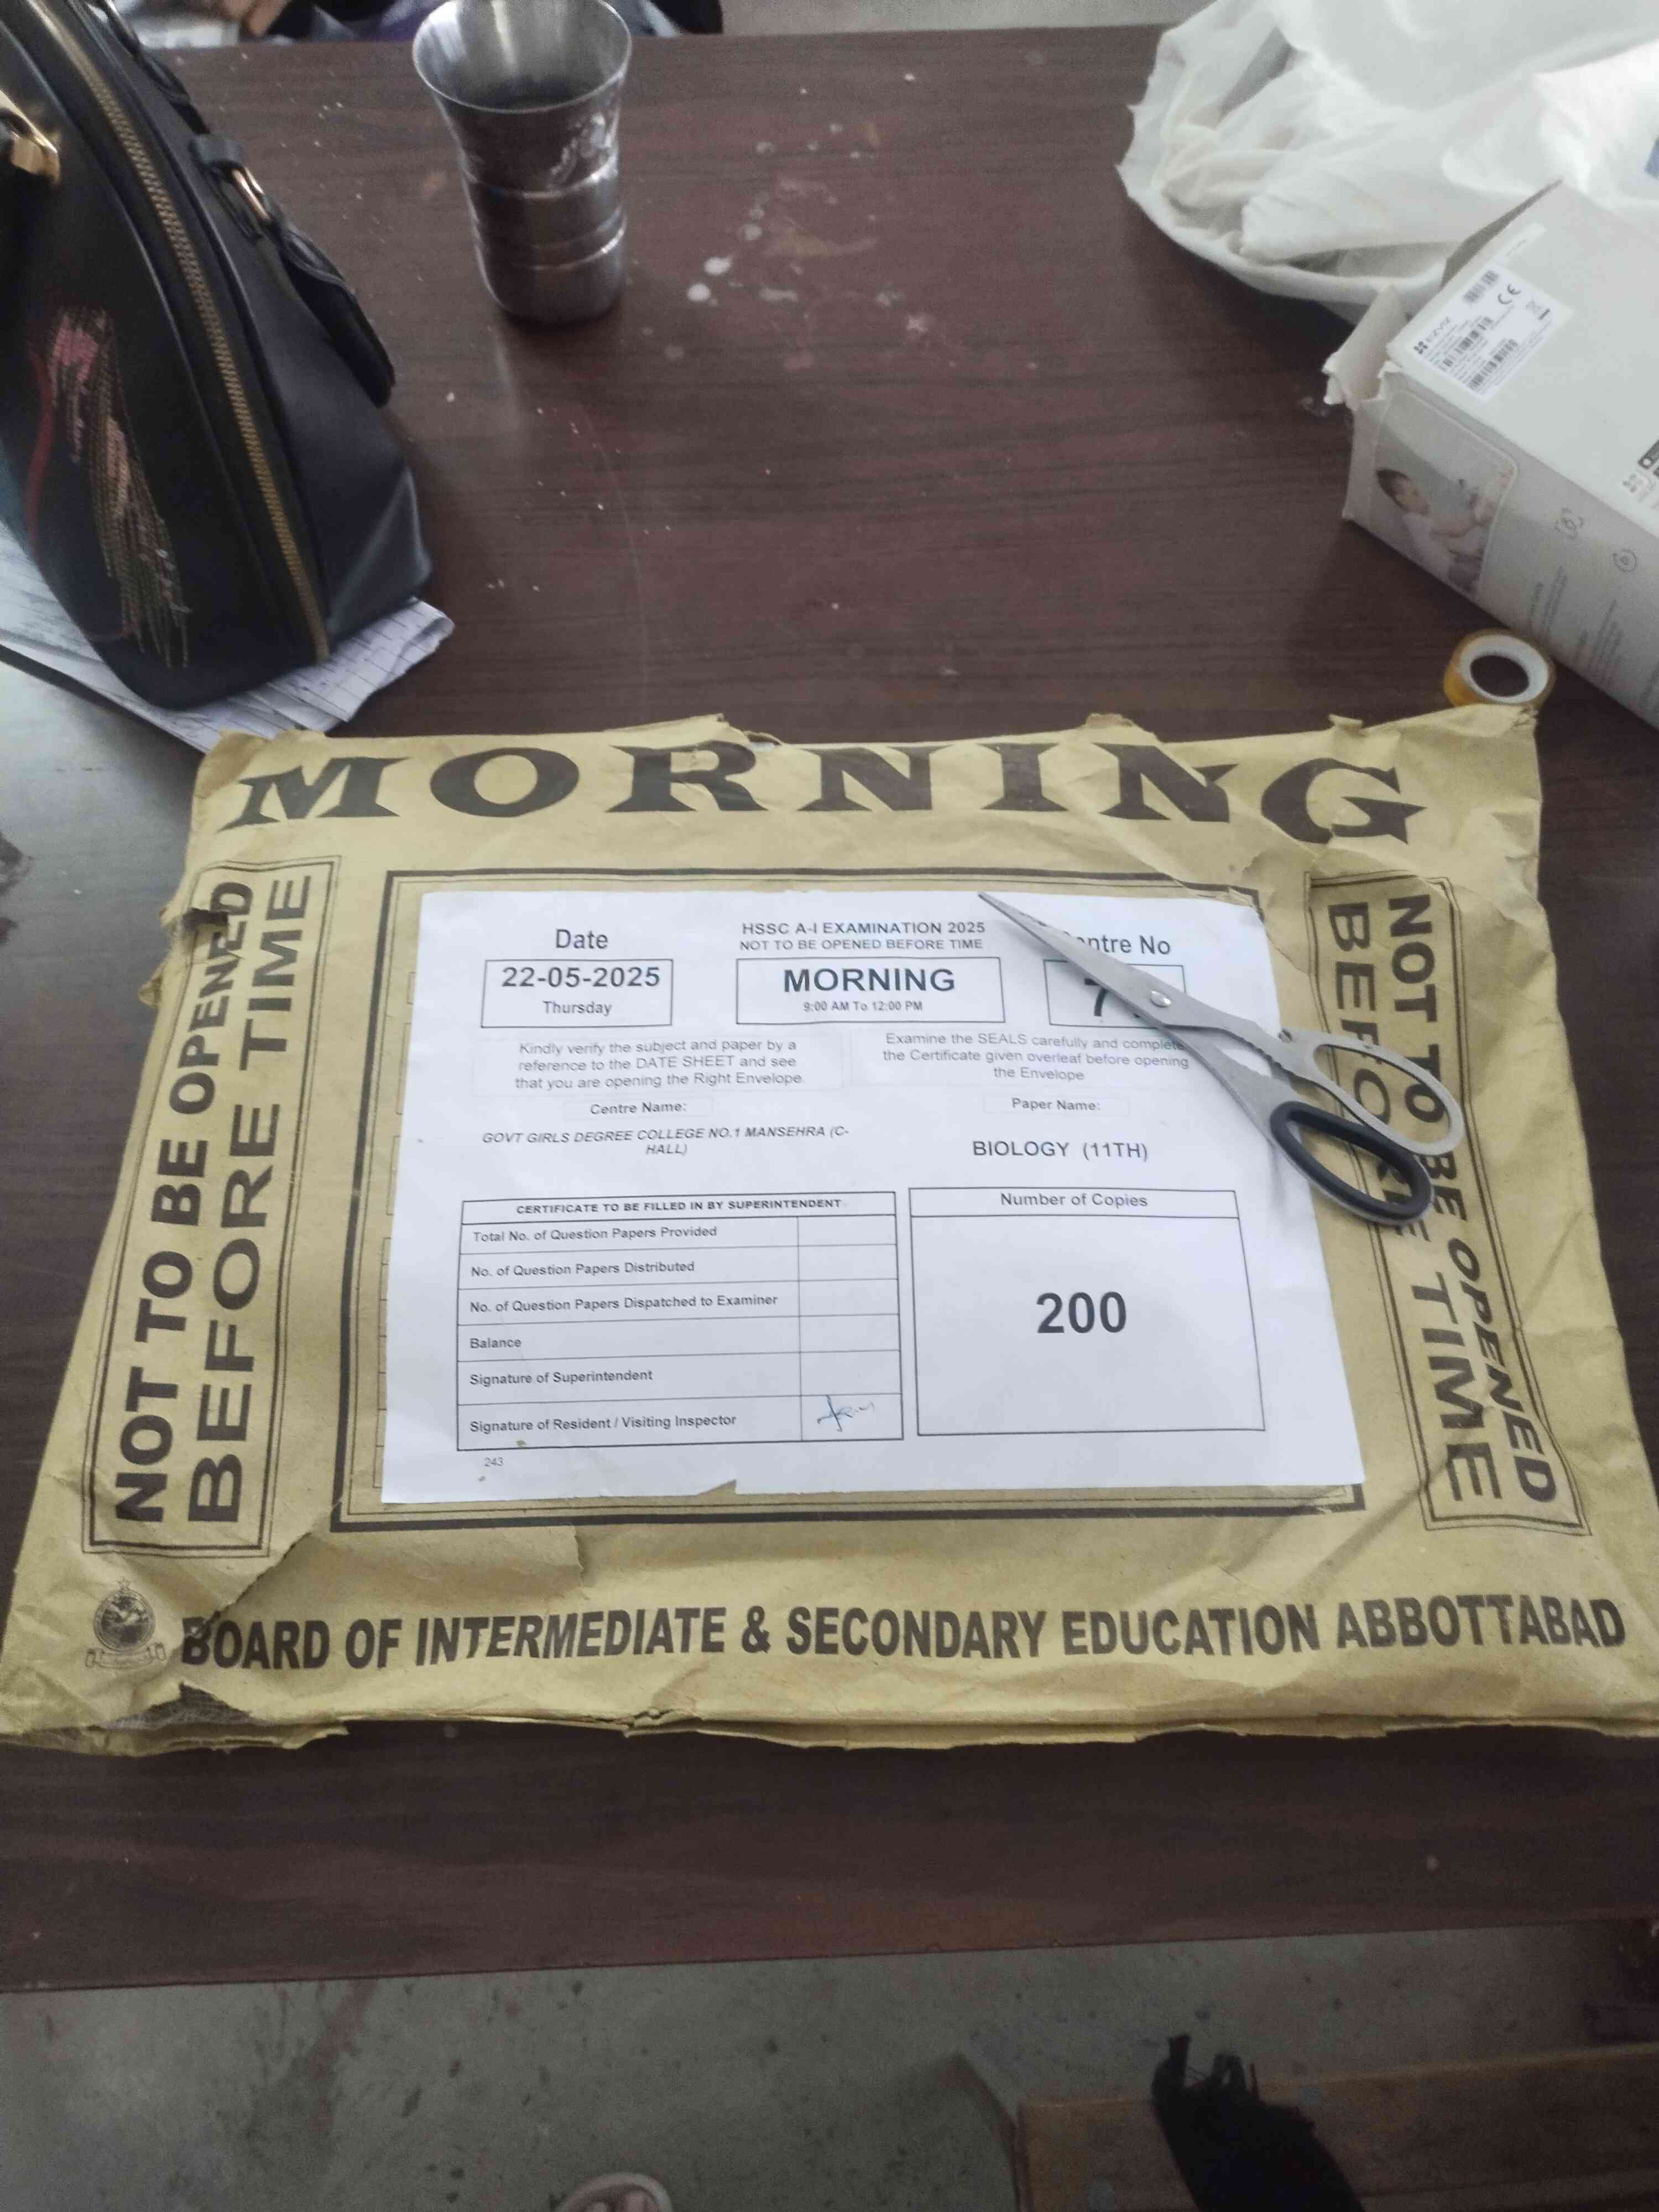 MORNING
NOT TO BE OPENED
BEFORE TIME
Date
22-05-2025
Thursday
HSSC A-I EXAMINATION 2025
NOT TO BE OPENED BEFORE TIME
MORNING
9:00 AM To 12:00 PM
No
Kindly verify the subject and paper by a
reference to the DATE SHEET and see
that you are opening the Right Envelope
Examine the SEALS carefully and complete
the Certificate given overleaf before opening
the Envelope
Centre Name:
GOVT GIRLS DEGREE COLLEGE NO.1 MANSEHRA (C-
HALL)
Paper Name:
BIOLOGY (11TH)
CERTIFICATE TO BE FILLED IN BY SUPERINTENDENT
Total No. of Question Papers Provided
No. of Question Papers Distributed
No. of Question Papers Dispatched to Examiner
Balance
Signature of Superintendent
Signature of Resident / Visiting Inspector
243
Number of Copies
200
NOT TO BE OPENED
BEFORE TIME
BOARD OF INTERMEDIATE & SECONDARY EDUCATION ABBOTTABAD